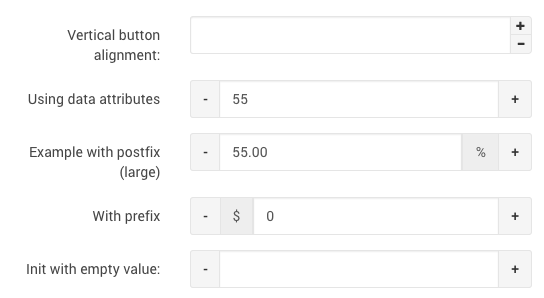 Vertical button
alignment:
+
-
Using data attributes - 55 +
Example with postfix
(large)
- 55.00 % +
With prefix - $ 0 +
Init with empty value: - +